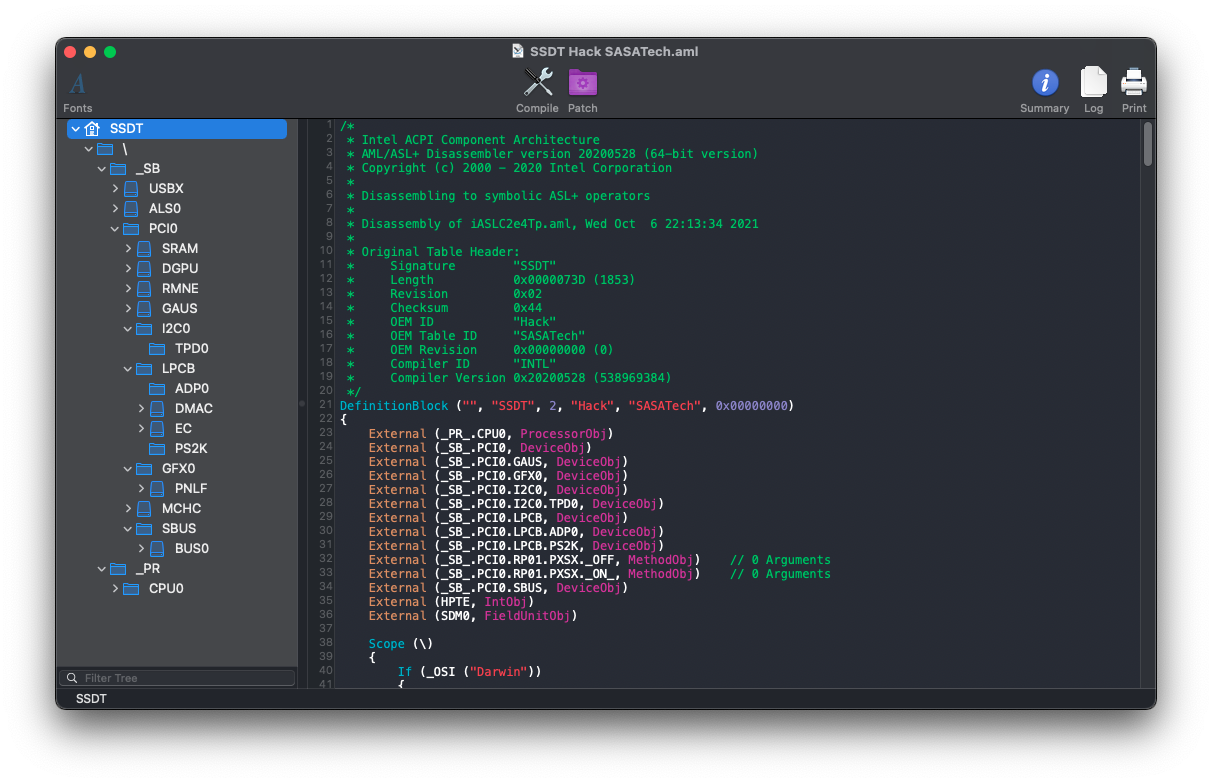 SSDT Hack SASATech.aml
Fonts
Compile
Patch
Summary
Log
Print
SSDT
\
_SB
USBX
ALS0
PCI0
SRAM
DGPU
RMNE
GAUS
I2C0
TPD0
LPCB
ADP0
DMAC
EC
PS2K
GFX0
PNLF
MCHC
SBUS
BUS0
_PR
CPU0
Filter Tree
SSDT
1 /*
2 * Intel ACPI Component Architecture
3 * AML/ASL+ Disassembler version 20200528 (64-bit version)
4 * Copyright (c) 2000 - 2020 Intel Corporation
5 *
6 * Disassembling to symbolic ASL+ operators
7 *
8 * Disassembly of iASLC2e4Tp.aml, Wed Oct  6 22:13:34 2021
9 *
10 * Original Table Header:
11 *     Signature        "SSDT"
12 *     Length           0x0000073D (1853)
13 *     Revision         0x02
14 *     Checksum         0x44
15 *     OEM ID           "Hack"
16 *     OEM Table ID     "SASATech"
17 *     OEM Revision     0x00000000 (0)
18 *     Compiler ID      "INTL"
19 *     Compiler Version 0x20200528 (538969384)
20 */
21 DefinitionBlock ("", "SSDT", 2, "Hack", "SASATech", 0x00000000)
22 {
23     External (_PR_.CPU0, ProcessorObj)
24     External (_SB_.PCI0, DeviceObj)
25     External (_SB_.PCI0.GAUS, DeviceObj)
26     External (_SB_.PCI0.GFX0, DeviceObj)
27     External (_SB_.PCI0.I2C0, DeviceObj)
28     External (_SB_.PCI0.I2C0.TPD0, DeviceObj)
29     External (_SB_.PCI0.LPCB, DeviceObj)
30     External (_SB_.PCI0.LPCB.ADP0, DeviceObj)
31     External (_SB_.PCI0.LPCB.PS2K, DeviceObj)
32     External (_SB_.PCI0.RP01.PXSX._OFF, MethodObj)    // 0 Arguments
33     External (_SB_.PCI0.RP01.PXSX._ON_, MethodObj)    // 0 Arguments
34     External (_SB_.PCI0.SBUS, DeviceObj)
35     External (HPTE, IntObj)
36     External (SDM0, FieldUnitObj)
37
38     Scope (\)
39     {
40         If (_OSI ("Darwin"))
41         {